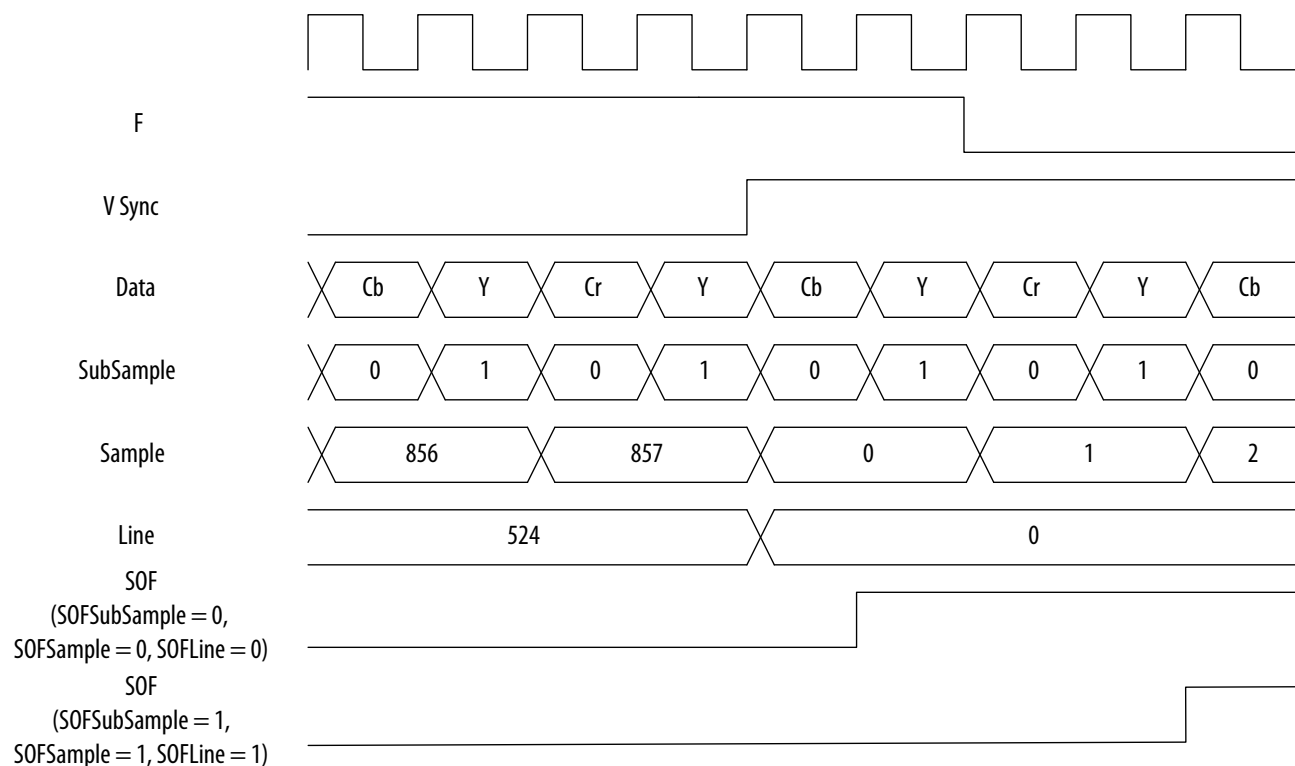 F
V Sync
Data Cb Y Cr Y Cb Y Cr Y Cb
SubSample 0 1 0 1 0 1 0 1 0
Sample 856 857 0 1 2
Line 524 0
SOF
(SOFSubSample = 0,
SOFSample = 0, SOFLine = 0)
SOF
(SOFSubSample = 1,
SOFSample = 1, SOFLine = 1)